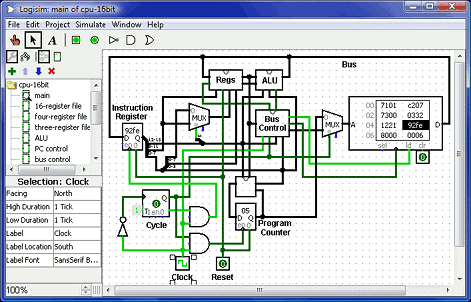 Logisim: main of cpu-16bit
File Edit Project Simulate Window Help
A
cpu-16bit
main
16-register file
four-register file
three-register file
ALU
PC control
bus control
Selection: Clock
Facing North
High Duration 1 Tick
Low Duration 1 Tick
Label Clock
Label Location South
Label Font SansSerif B...
100%
Regs
ALU
Bus
Instruction
Register
92fe
D Q
MUX
Bus
Control
MUX
A
D
00 7101 c207
02 7300 0332
04 1221 92fe
06 8000 0006
sel ld clr
0
Cycle
Q
05
D Q
Program
Counter
Clock
0
Reset